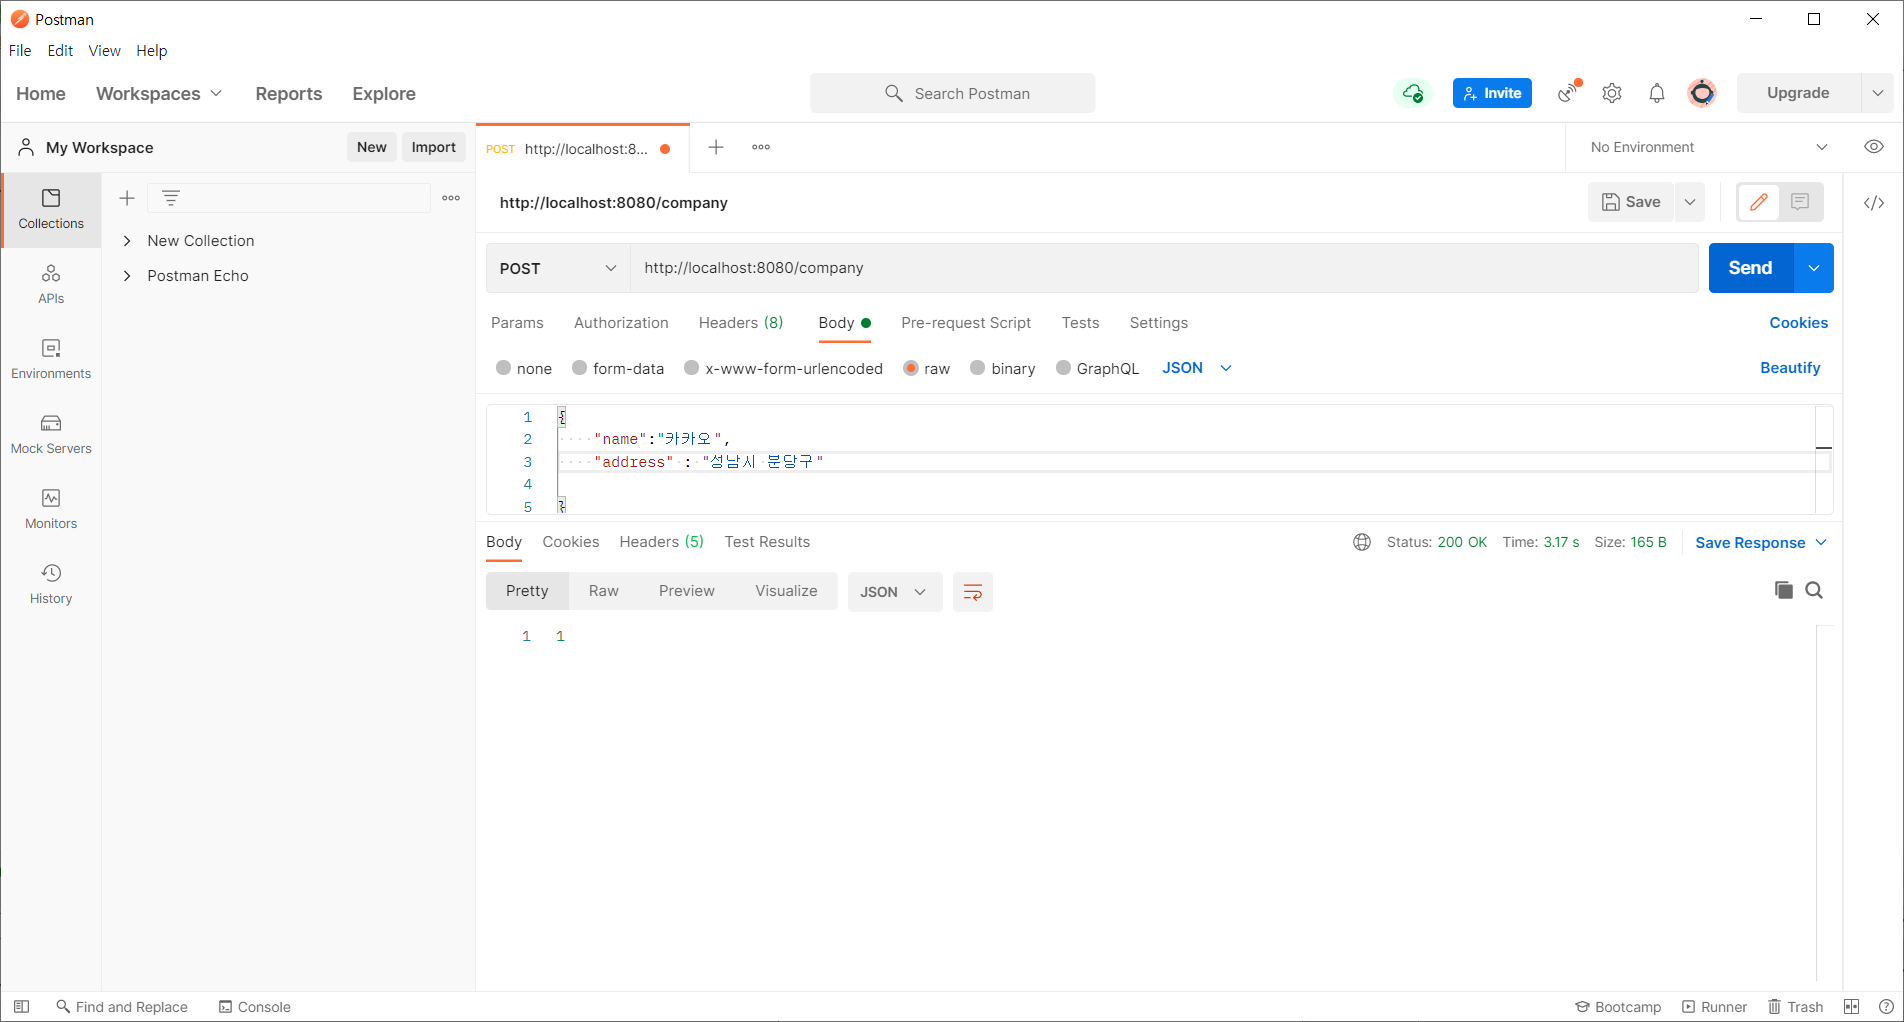 Postman
File Edit View Help
Home Workspaces Reports Explore Search Postman Invite Upgrade
My Workspace New Import POST http://localhost:8... No Environment
Collections
APIs
Environments
Mock Servers
Monitors
History
New Collection
Postman Echo
http://localhost:8080/company Save
POST http://localhost:8080/company Send
Params Authorization Headers (8) Body Pre-request Script Tests Settings Cookies
none form-data x-www-form-urlencoded raw binary GraphQL JSON Beautify
1 {
2 "name":"카카오",
3 "address" : "성남시 분당구"
4
5 }
Body Cookies Headers (5) Test Results Status: 200 OK Time: 3.17 s Size: 165 B Save Response
Pretty Raw Preview Visualize JSON
1 1
Find and Replace Console Bootcamp Runner Trash